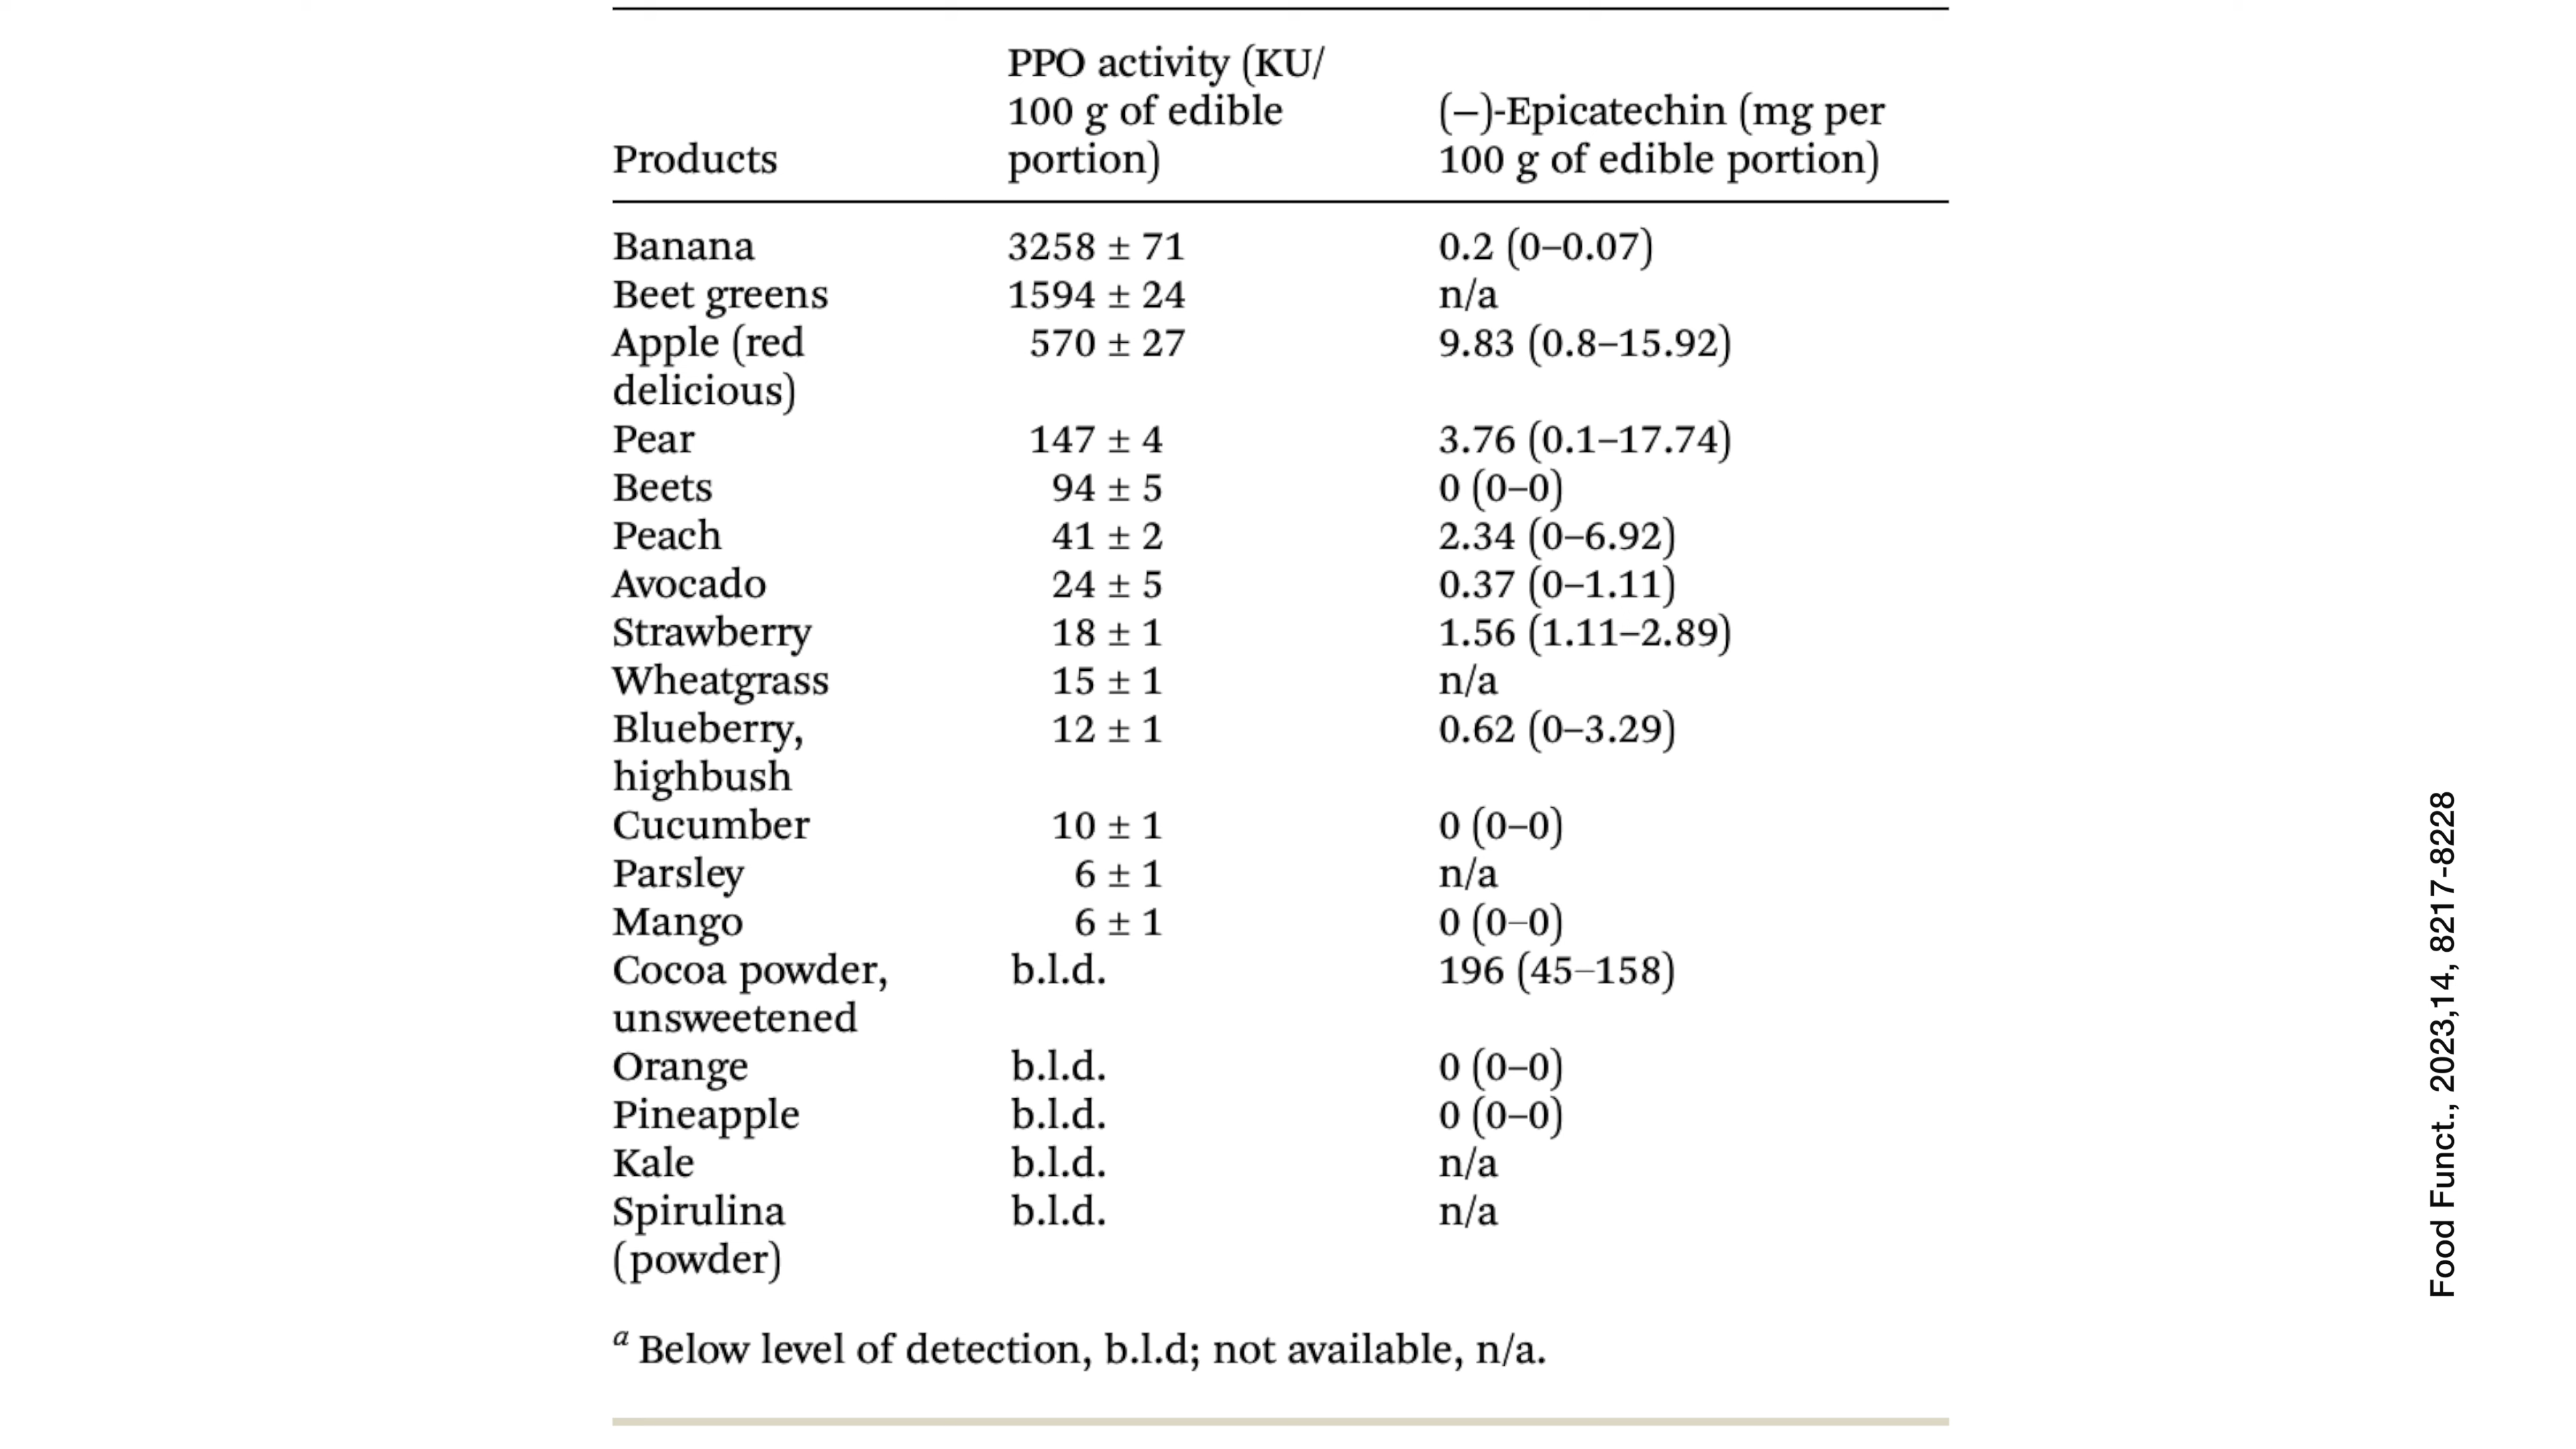 Products PPO activity (KU/
100 g of edible
portion) (−)-Epicatechin (mg per
100 g of edible portion)
Banana 3258 ± 71 0.2 (0–0.07)
Beet greens 1594 ± 24 n/a
Apple (red 570 ± 27 9.83 (0.8–15.92)
delicious)
Pear 147 ± 4 3.76 (0.1–17.74)
Beets 94 ± 5 0 (0–0)
Peach 41 ± 2 2.34 (0–6.92)
Avocado 24 ± 5 0.37 (0–1.11)
Strawberry 18 ± 1 1.56 (1.11–2.89)
Wheatgrass 15 ± 1 n/a
Blueberry, 12 ± 1 0.62 (0–3.29)
highbush
Cucumber 10 ± 1 0 (0–0)
Parsley 6 ± 1 n/a
Mango 6 ± 1 0 (0–0)
Cocoa powder, b.l.d. 196 (45–158)
unsweetened
Orange b.l.d. 0 (0–0)
Pineapple b.l.d. 0 (0–0)
Kale b.l.d. n/a
Spirulina b.l.d. n/a
(powder)
a Below level of detection, b.l.d; not available, n/a.
Food Funct., 2023,14, 8217-8228